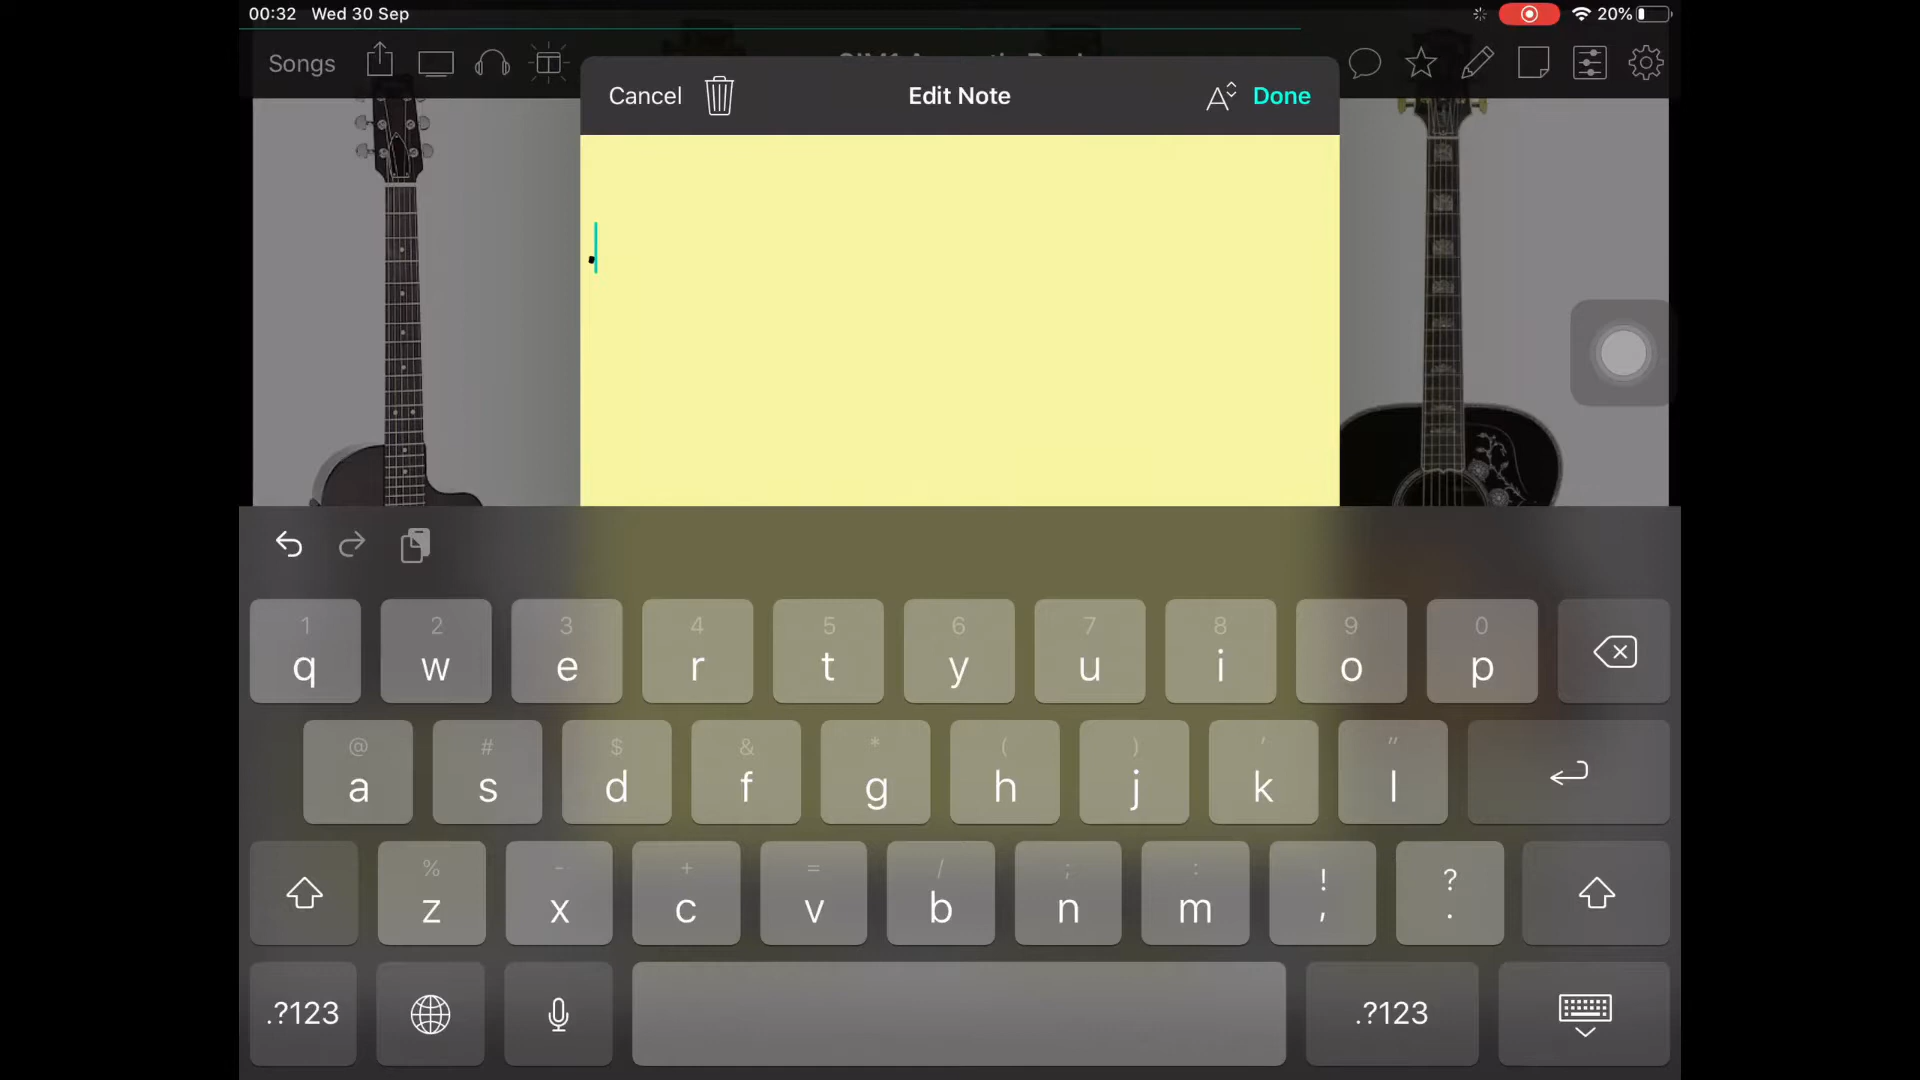 00:32 Wed 30 Sep 20%
Songs
Cancel Edit Note Done
.
1 2 3 4 5 6 7 8 9 0
q w e r t y u i o p
@ # $ & * ( ) ' "
a s d f g h j k l
% - + = / ; : ! ?
z x c v b n m , .
.?123 .?123